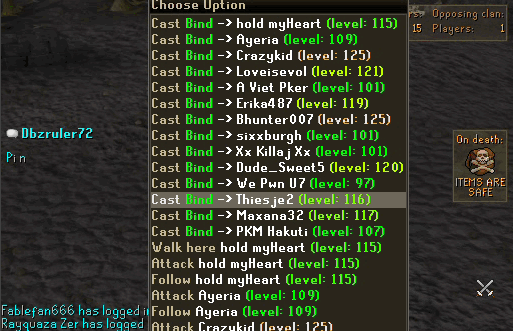 Choose Option
Cast Bind -> hold myHeart (level: 115)
Cast Bind -> Ayeria (level: 109)
Cast Bind -> Crazykid (level: 125)
Cast Bind -> Loveisevol (level: 121)
Cast Bind -> A Viet Pker (level: 101)
Cast Bind -> Erika487 (level: 119)
Cast Bind -> Bhunter007 (level: 125)
Cast Bind -> sixxburgh (level: 101)
Cast Bind -> Xx Killaj Xx (level: 101)
Cast Bind -> Dude_Sweet5 (level: 120)
Cast Bind -> We Pwn U7 (level: 97)
Cast Bind -> Thiesje2 (level: 116)
Cast Bind -> Maxana32 (level: 117)
Cast Bind -> PKM Hakuti (level: 107)
Walk here hold myHeart (level: 115)
Attack hold myHeart (level: 115)
Follow hold myHeart (level: 115)
Attack Ayeria (level: 109)
Follow Ayeria (level: 109)
Attack Crazykid (level: 125)
Opposing clan:
15 Players: 1
On death:
ITEMS ARE
SAFE
Dbzruler72
Pin
Fablefan666 has logged in
Rayquaza Zer has logged